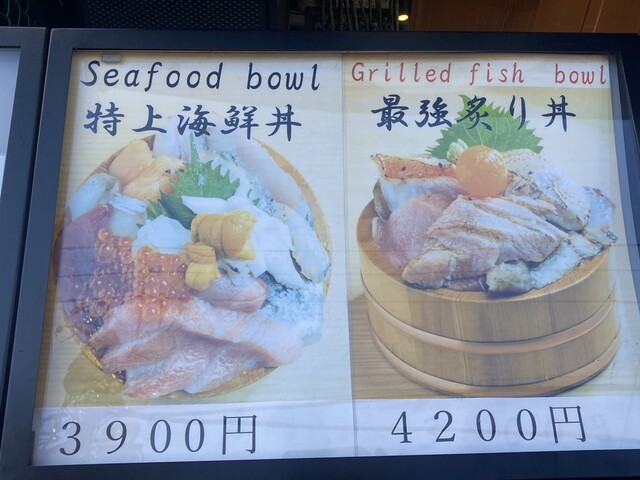 Seafood bowl
特上海鮮丼
3900円
Grilled fish bowl
最強炙り丼
4200円